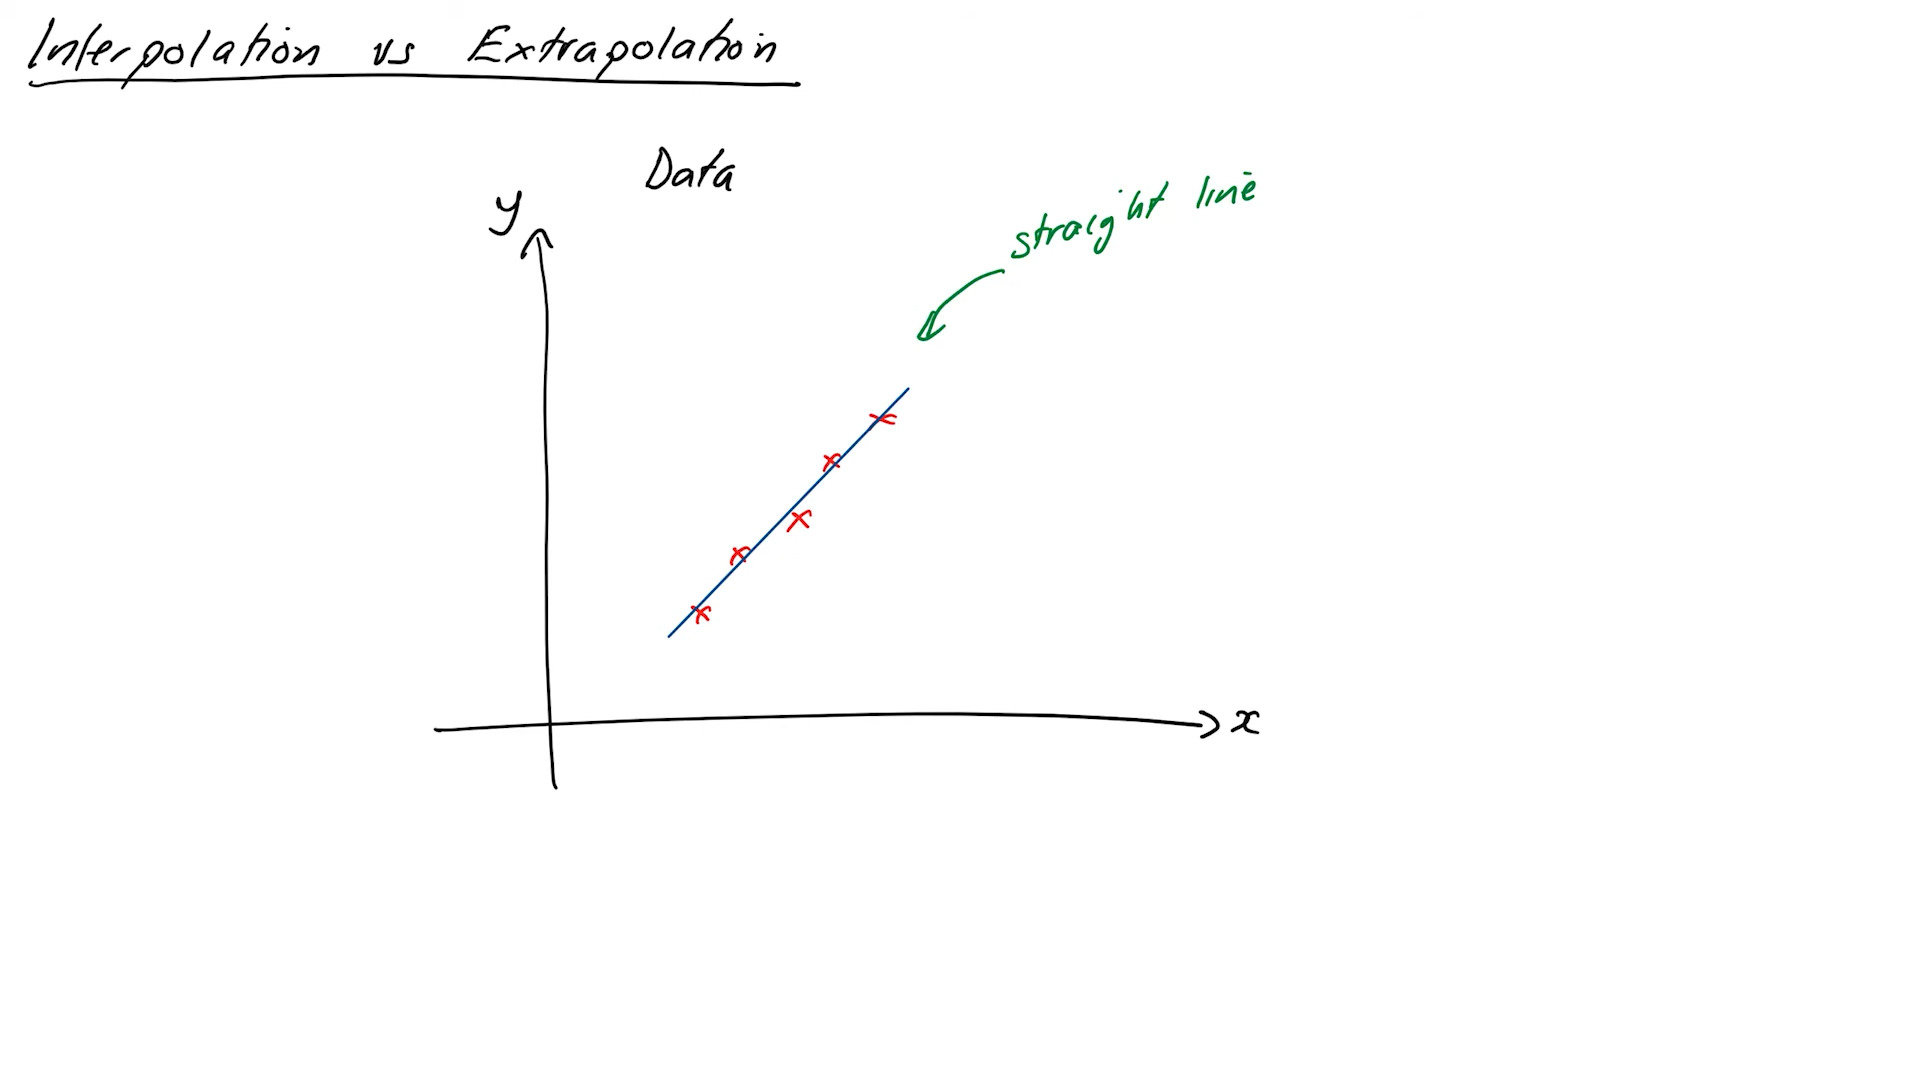 Interpolation vs Extrapolation
Data
y
straight line
x